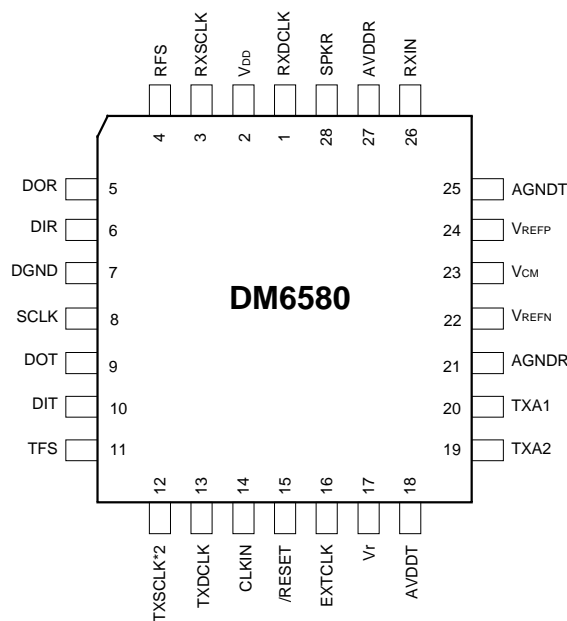 RFS
RXSCLK
VDD
RXDCLK
SPKR
AVDDR
RXIN
4
3
2
1
28
27
26
DOR 5
DIR 6
DGND 7
SCLK 8
DOT 9
DIT 10
TFS 11
DM6580
25 AGNDT
24 VREFP
23 VCM
22 VREFN
21 AGNDR
20 TXA1
19 TXA2
12
13
14
15
16
17
18
TXSCLK*2
TXDCLK
CLKIN
/RESET
EXTCLK
Vr
AVDDT